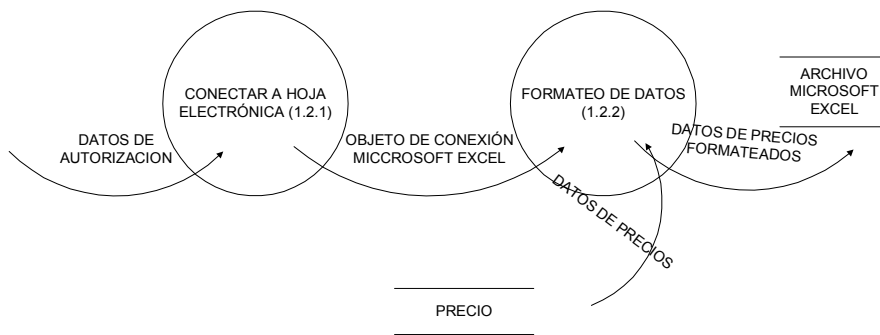 CONECTAR A HOJA
ELECTRÓNICA (1.2.1)
FORMATEO DE DATOS
(1.2.2)
ARCHIVO
MICROSOFT
EXCEL
DATOS DE
AUTORIZACION
OBJETO DE CONEXIÓN
MICCROSOFT EXCEL
DATOS DE PRECIOS
FORMATEADOS
DATOS DE PRECIOS
PRECIO